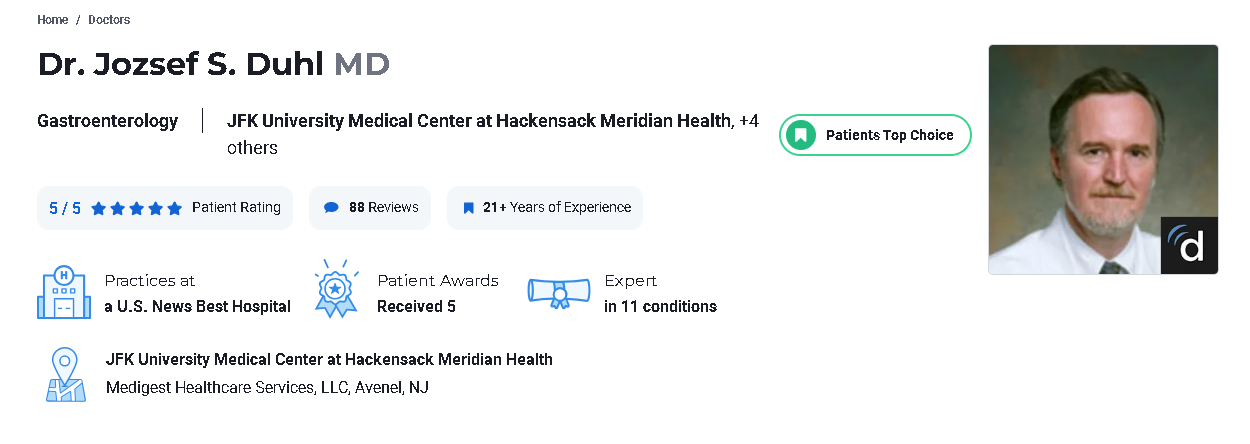 Home / Doctors
Dr. Jozsef S. Duhl MD
Gastroenterology
JFK University Medical Center at Hackensack Meridian Health, +4
others
Patients Top Choice
5 / 5 Patient Rating
88 Reviews
21+ Years of Experience
Practices at
a U.S. News Best Hospital
Patient Awards
Received 5
Expert
in 11 conditions
JFK University Medical Center at Hackensack Meridian Health
Medigest Healthcare Services, LLC, Avenel, NJ
H
d